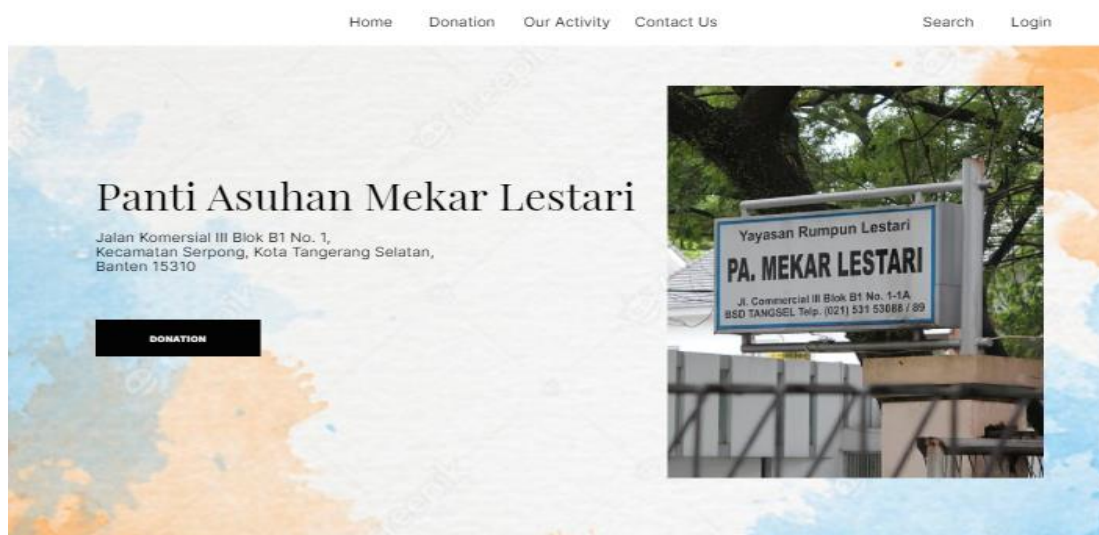 Home Donation Our Activity Contact Us Search Login
Panti Asuhan Mekar Lestari
Jalan Komersial III Blok B1 No. 1,
Kecamatan Serpong, Kota Tangerang Selatan,
Banten 15310
DONATION
Yayasan Rumpun Lestari
PA. MEKAR LESTARI
Jl. Commercial III Blok B1 No. 1-1A
BSD TANGSEL Telp. (021) 531 53088 / 89